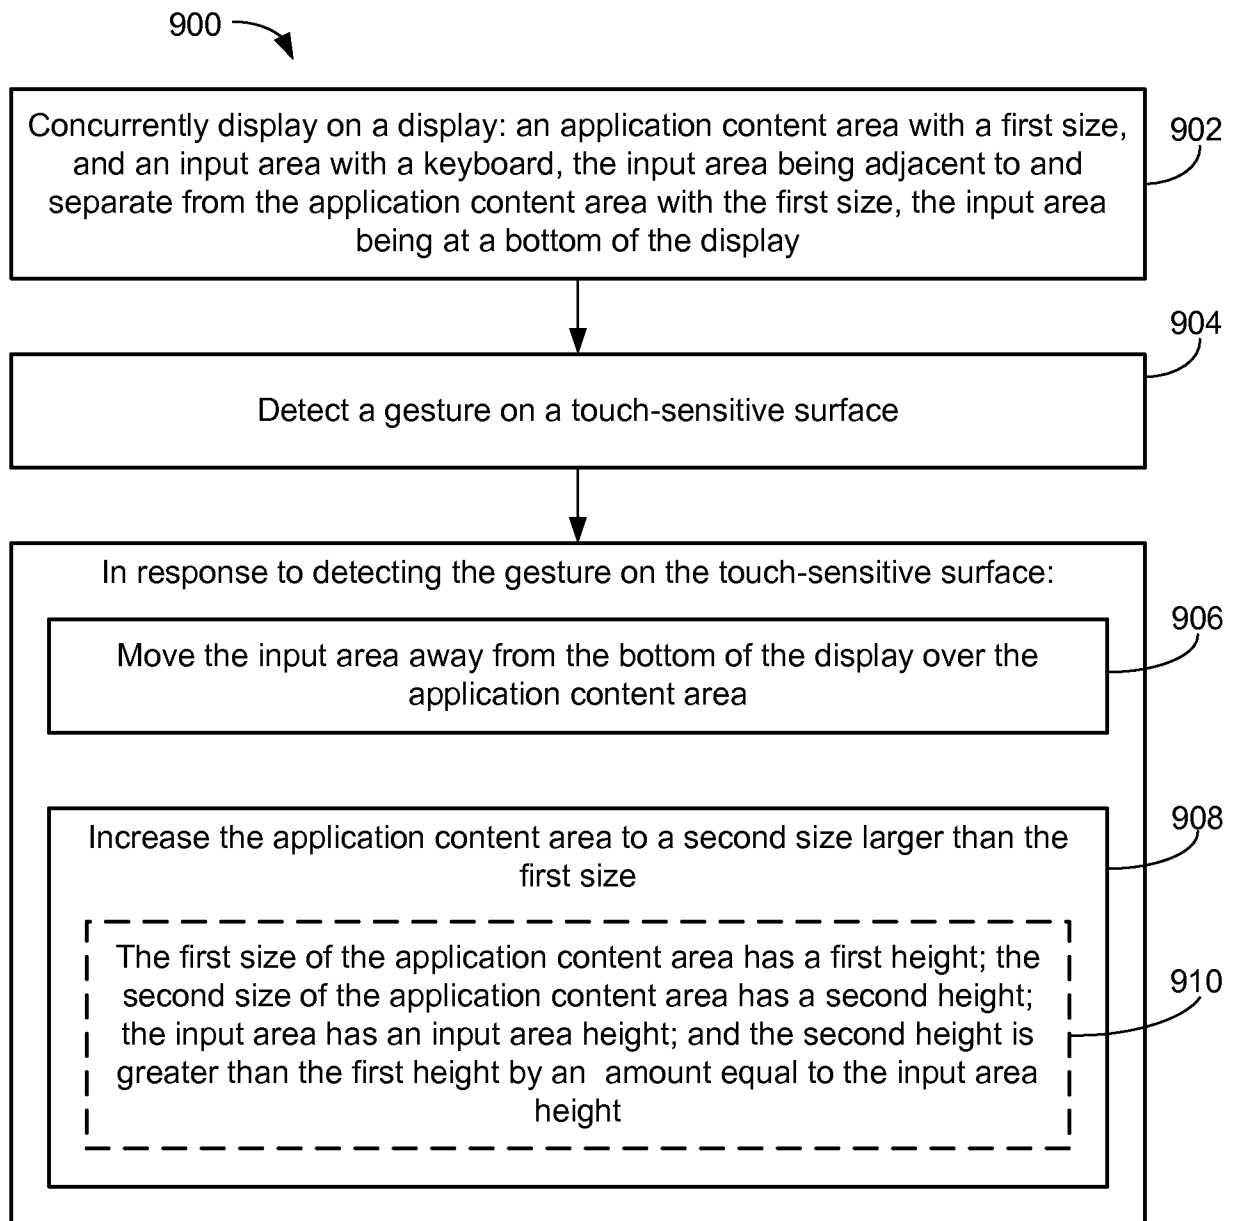 900
Concurrently display on a display: an application content area with a first size,
and an input area with a keyboard, the input area being adjacent to and
separate from the application content area with the first size, the input area
being at a bottom of the display
902
904
Detect a gesture on a touch-sensitive surface
In response to detecting the gesture on the touch-sensitive surface:
906
Move the input area away from the bottom of the display over the
application content area
908
Increase the application content area to a second size larger than the
first size
The first size of the application content area has a first height; the
second size of the application content area has a second height;
the input area has an input area height; and the second height is
greater than the first height by an  amount equal to the input area
height
910